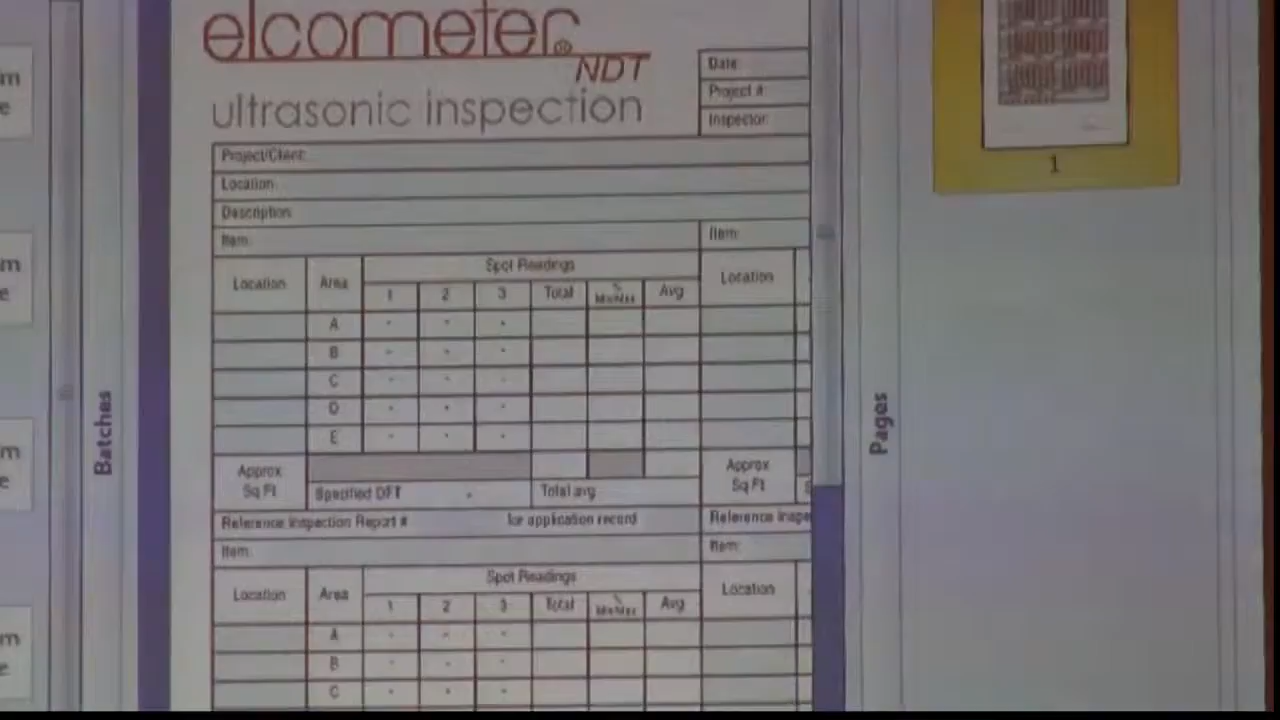 elcometer®
NDT
ultrasonic inspection
Date:
Project #:
Inspector:
Project/Client:
Location:
Description:
Item: Item:
Location Area Spot Readings Location
1 2 3 Total % Avg
A - - -
B - - -
C - - -
D - - -
E - - -
Approx Sq Ft Approx Sq Ft
Specified DFT . Total avg S
Reference Inspection Report # for application record Reference Inspe
Item: Item:
Location Area Spot Readings Location
1 2 3 Total % Avg
A - - -
B - - -
C - - -
Batches
Pages
1
m
e
m
e
m
e
m
e